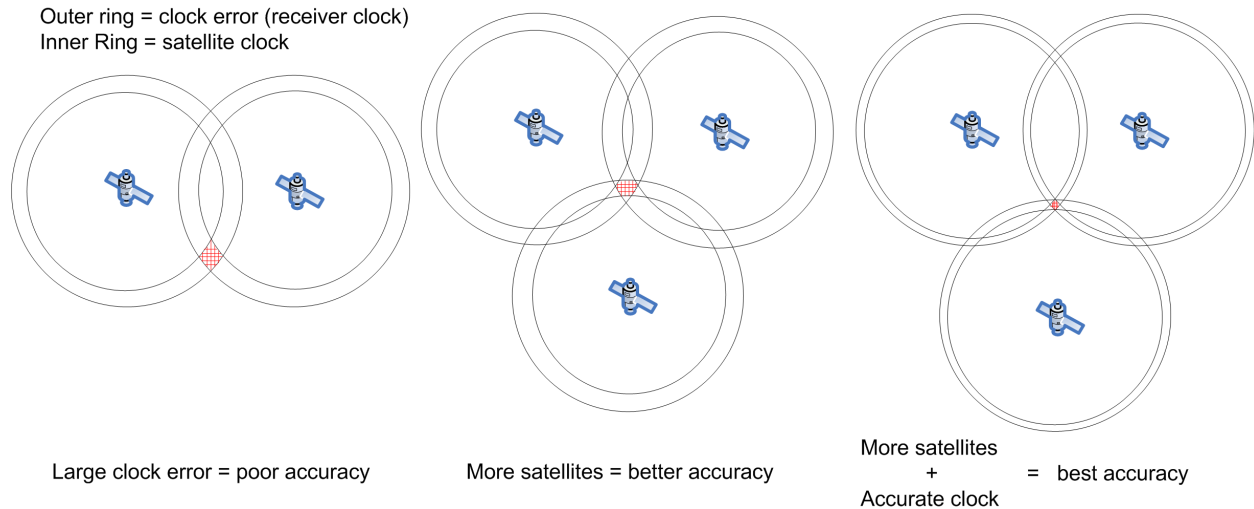 Outer ring = clock error (receiver clock)
Inner Ring = satellite clock
Large clock error = poor accuracy
More satellites = better accuracy
More satellites
+
Accurate clock
= best accuracy